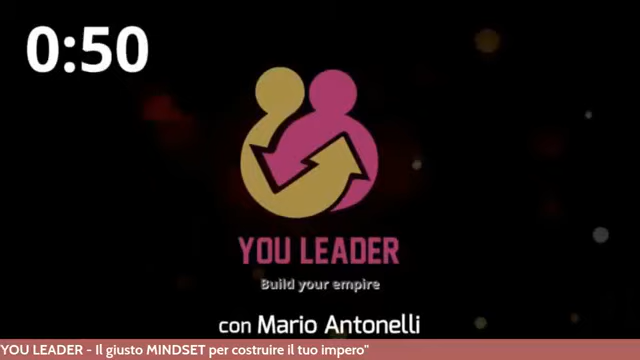 0:50
YOU LEADER
Build your empire
con Mario Antonelli
YOU LEADER - Il giusto MINDSET per costruire il tuo impero"